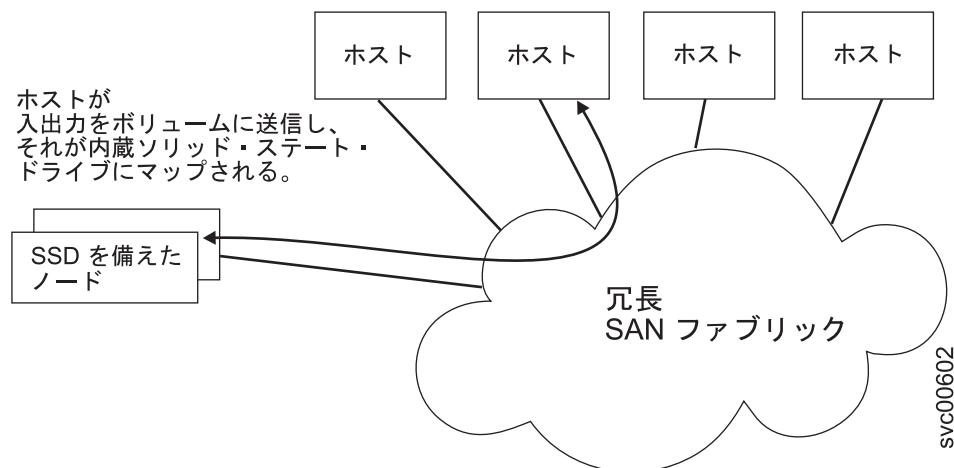 ホスト
ホスト
ホスト
ホスト
ホストが
入出力をボリュームに送信し、
それが内蔵ソリッド・ステート・
ドライブにマップされる。
SSD を備えた
ノード
冗長
SAN ファブリック
svc00602